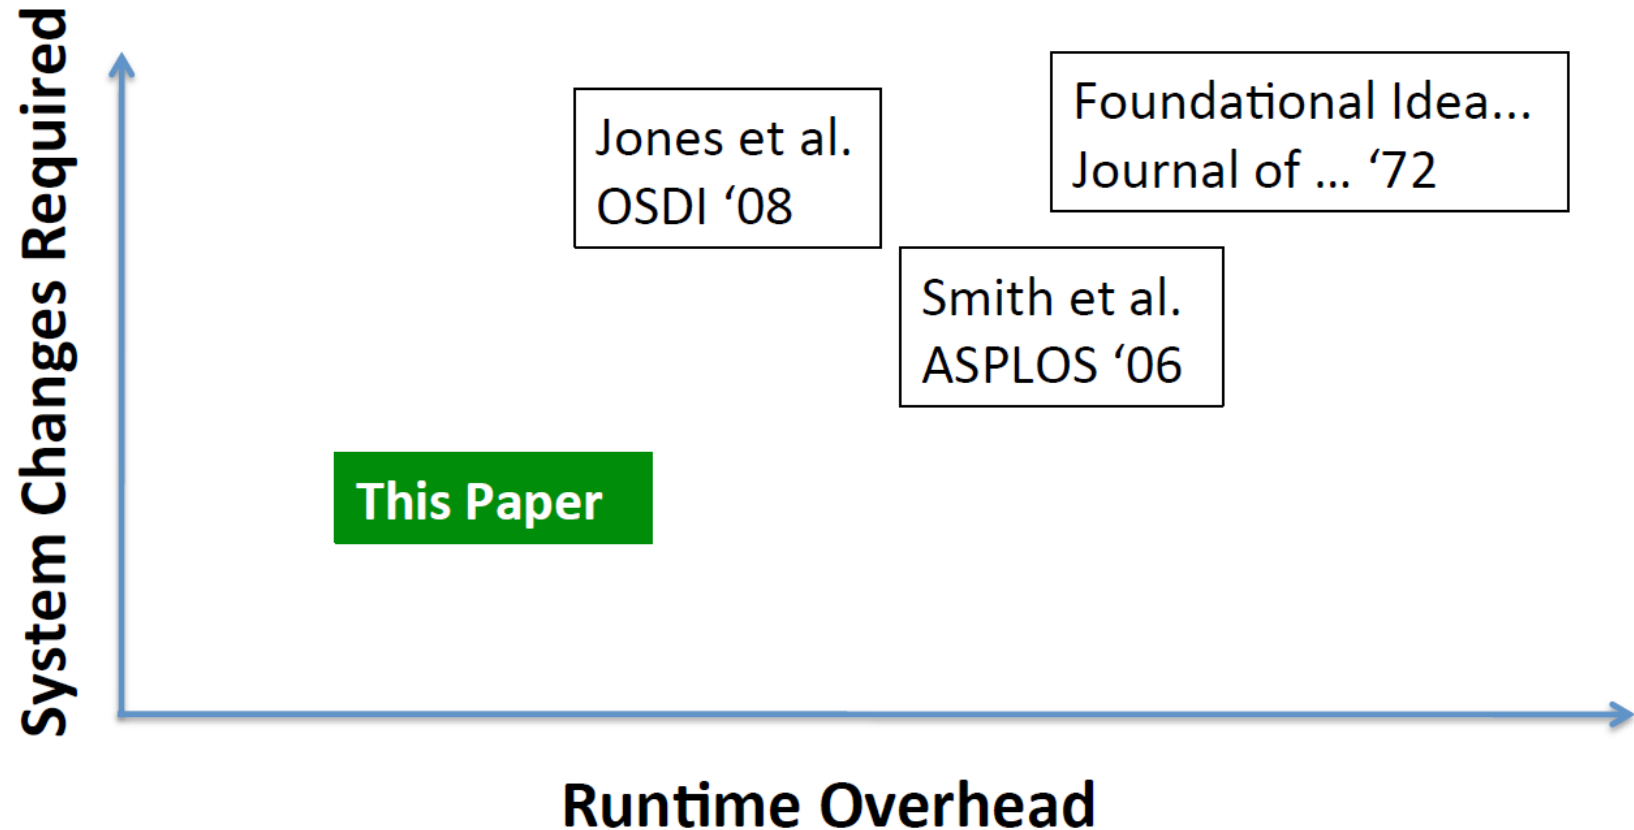 System Changes Required
Foundational Idea...
Journal of ... ‘72
Jones et al.
OSDI ‘08
Smith et al.
ASPLOS ‘06
This Paper
Runtime Overhead